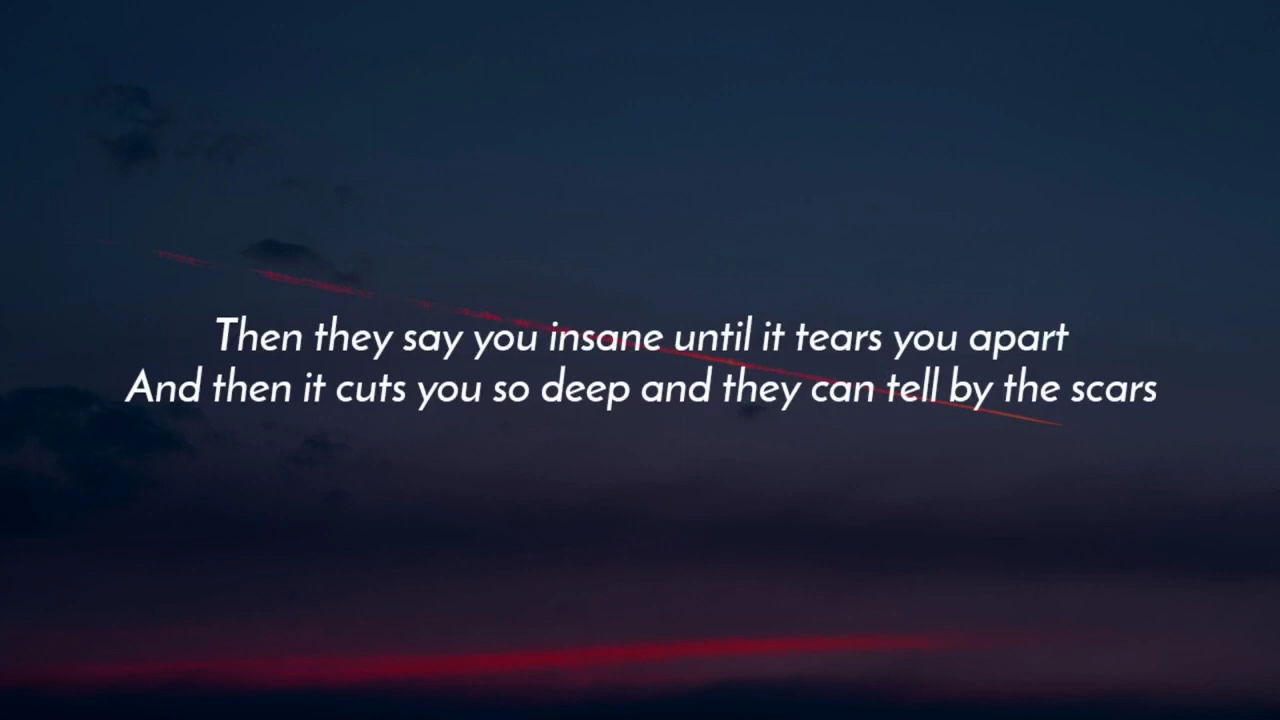 Then they say you insane until it tears you apart
And then it cuts you so deep and they can tell by the scars